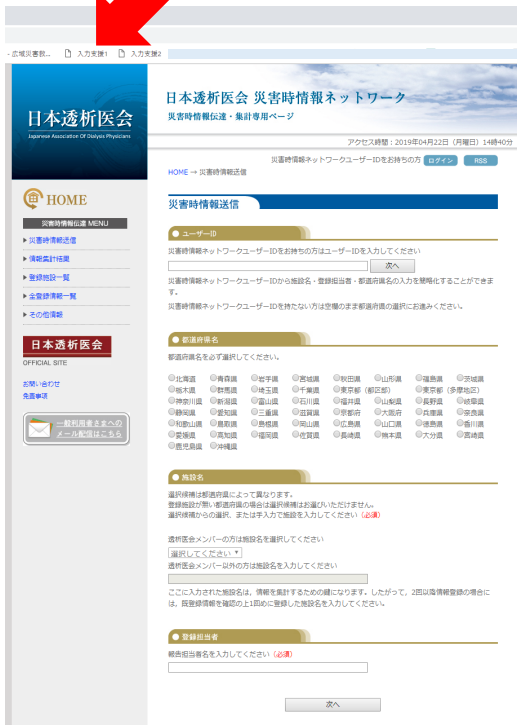 - 広域災害救...
入力支援1
入力支援2
日本透析医会
Japanese Association Of Dialysis Physicians
日本透析医会 災害時情報ネットワーク
災害時情報伝達・集計専用ページ
アクセス時間：2019年04月22日（月曜日）14時40分
災害時情報ネットワークユーザーIDをお持ちの方 ログイン RSS
HOME → 災害時情報送信
HOME
災害時情報伝達 MENU
▶ 災害時情報送信
▶ 情報集計結果
▶ 登録施設一覧
▶ 全登録情報一覧
▶ その他情報
日本透析医会
OFFICIAL SITE
お問い合わせ
免責事項
一般利用者さまへの
メール配信はこちら
災害時情報送信
ユーザーID
災害時情報ネットワークユーザーIDをお持ちの方はユーザーIDを入力してください
次へ
災害時情報ネットワークユーザーIDから施設名・登録担当者・都道府県名の入力を簡略化することができま
す。
災害時情報ネットワークユーザーIDを持たない方は空欄のまま都道府県の選択にお進みください。
都道府県名
都道府県名を必ず選択してください。
北海道 青森県 岩手県 宮城県 秋田県 山形県 福島県 茨城県
栃木県 群馬県 埼玉県 千葉県 東京都（都区部） 東京都（多摩地区）
神奈川県 新潟県 富山県 石川県 福井県 山梨県 長野県 岐阜県
静岡県 愛知県 三重県 滋賀県 京都府 大阪府 兵庫県 奈良県
和歌山県 鳥取県 島根県 岡山県 広島県 山口県 徳島県 香川県
愛媛県 高知県 福岡県 佐賀県 長崎県 熊本県 大分県 宮崎県
鹿児島県 沖縄県
施設名
選択候補は都道府県によって異なります。
登録施設が無い都道府県の場合は選択候補はお選びいただけません。
選択候補からの選択、または手入力で施設を入力してください（必須）
透析医会メンバーの方は施設名を選択してください
選択してください ▼
透析医会メンバー以外の方は施設名を入力してください
ここに入力された施設名は、情報を集計するための鍵になります。したがって、2回以降情報登録の場合に
は、既登録情報を確認の上1回めに登録した施設名を入力してください。
登録担当者
報告担当者名を入力してください（必須）
次へ